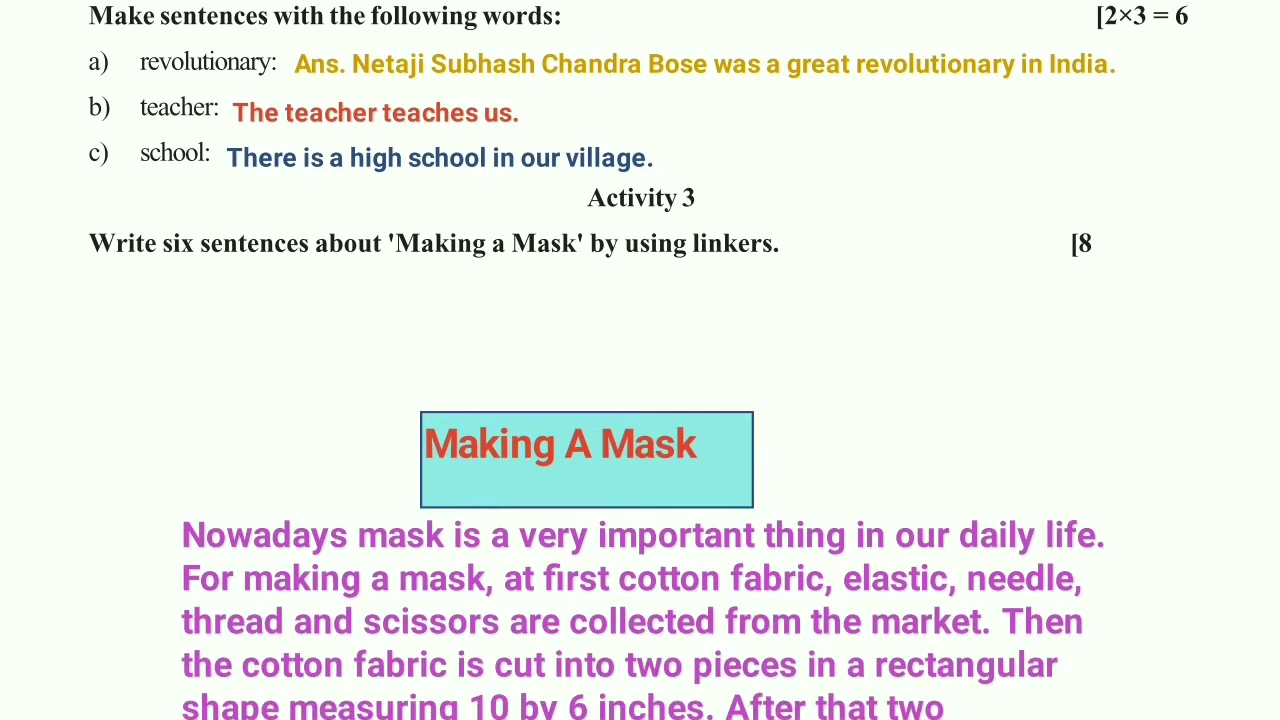 Make sentences with the following words: [2×3 = 6
a) revolutionary: Ans. Netaji Subhash Chandra Bose was a great revolutionary in India.
b) teacher: The teacher teaches us.
c) school: There is a high school in our village.
Activity 3
Write six sentences about 'Making a Mask' by using linkers. [8
Making A Mask
Nowadays mask is a very important thing in our daily life.
For making a mask, at first cotton fabric, elastic, needle,
thread and scissors are collected from the market. Then
the cotton fabric is cut into two pieces in a rectangular
shape measuring 10 by 6 inches. After that two